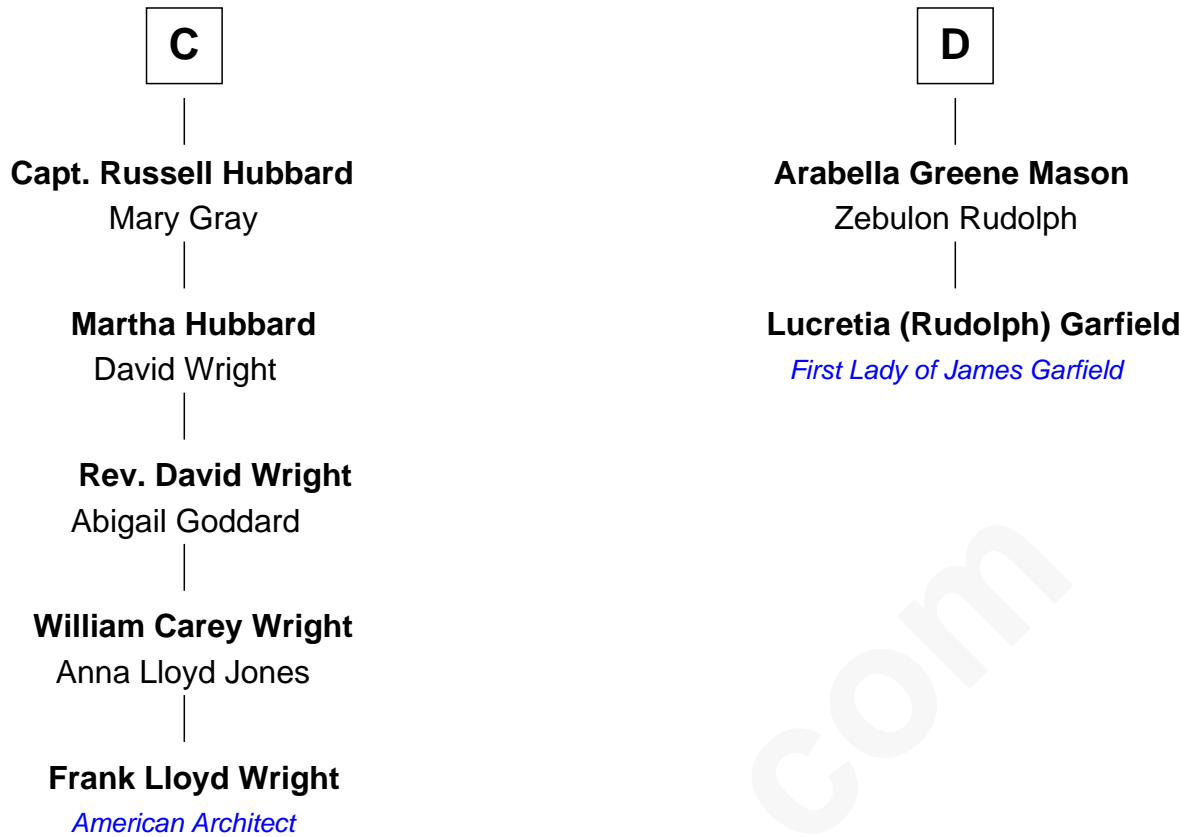 C
Capt. Russell Hubbard
Mary Gray
Martha Hubbard
David Wright
Rev. David Wright
Abigail Goddard
William Carey Wright
Anna Lloyd Jones
Frank Lloyd Wright
American Architect
D
Arabella Greene Mason
Zebulon Rudolph
Lucretia (Rudolph) Garfield
First Lady of James Garfield
com